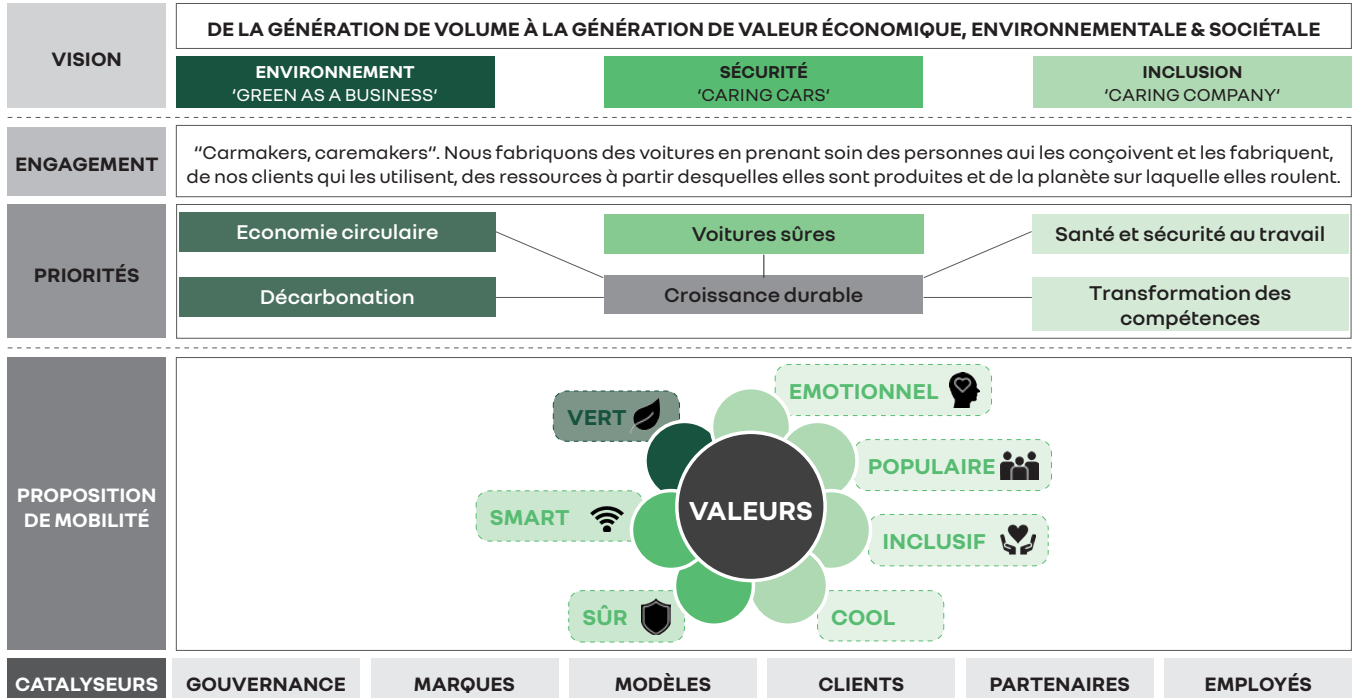 VISION
DE LA GÉNÉRATION DE VOLUME À LA GÉNÉRATION DE VALEUR ÉCONOMIQUE, ENVIRONNEMENTALE & SOCIÉTALE
ENVIRONNEMENT
‘GREEN AS A BUSINESS’
SÉCURITÉ
‘CARING CARS’
INCLUSION
‘CARING COMPANY’
ENGAGEMENT
“Carmakers, caremakers“. Nous fabriquons des voitures en prenant soin des personnes aui les conçoivent et les fabriquent,
de nos clients qui les utilisent, des ressources à partir desquelles elles sont produites et de la planète sur laquelle elles roulent.
PRIORITÉS
Economie circulaire
Voitures sûres
Santé et sécurité au travail
Décarbonation
Croissance durable
Transformation des
compétences
PROPOSITION
DE MOBILITÉ
EMOTIONNEL
VERT
POPULAIRE
SMART
VALEURS
INCLUSIF
SÛR
COOL
CATALYSEURS
GOUVERNANCE
MARQUES
MODÈLES
CLIENTS
PARTENAIRES
EMPLOYÉS